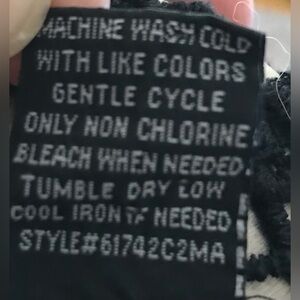 MACHINE WASH COLD
WITH LIKE COLORS
GENTLE CYCLE
ONLY NON CHLORINE
BLEACH WHEN NEEDED.
TUMBLE DRY LOW
COOL IRON IF NEEDED
STYLE#61742C2MA